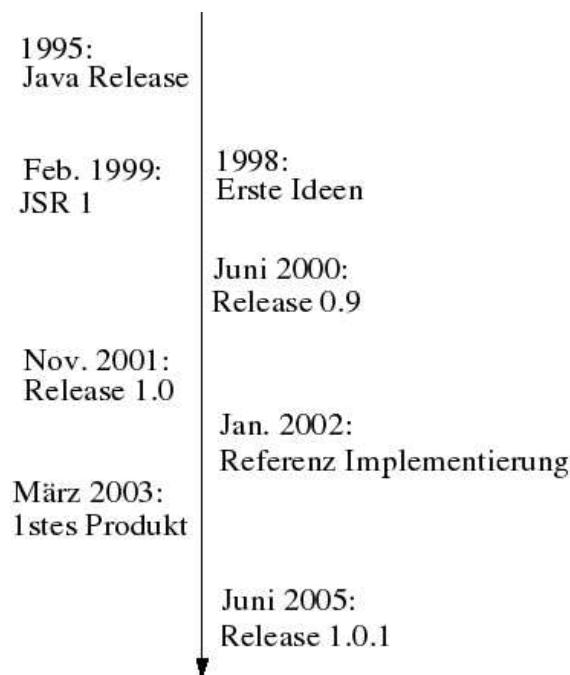 1995:
Java Release
1998:
Erste Ideen
Feb. 1999:
JSR 1
Juni 2000:
Release 0.9
Nov. 2001:
Release 1.0
Jan. 2002:
Referenz Implementierung
März 2003:
1stes Produkt
Juni 2005:
Release 1.0.1